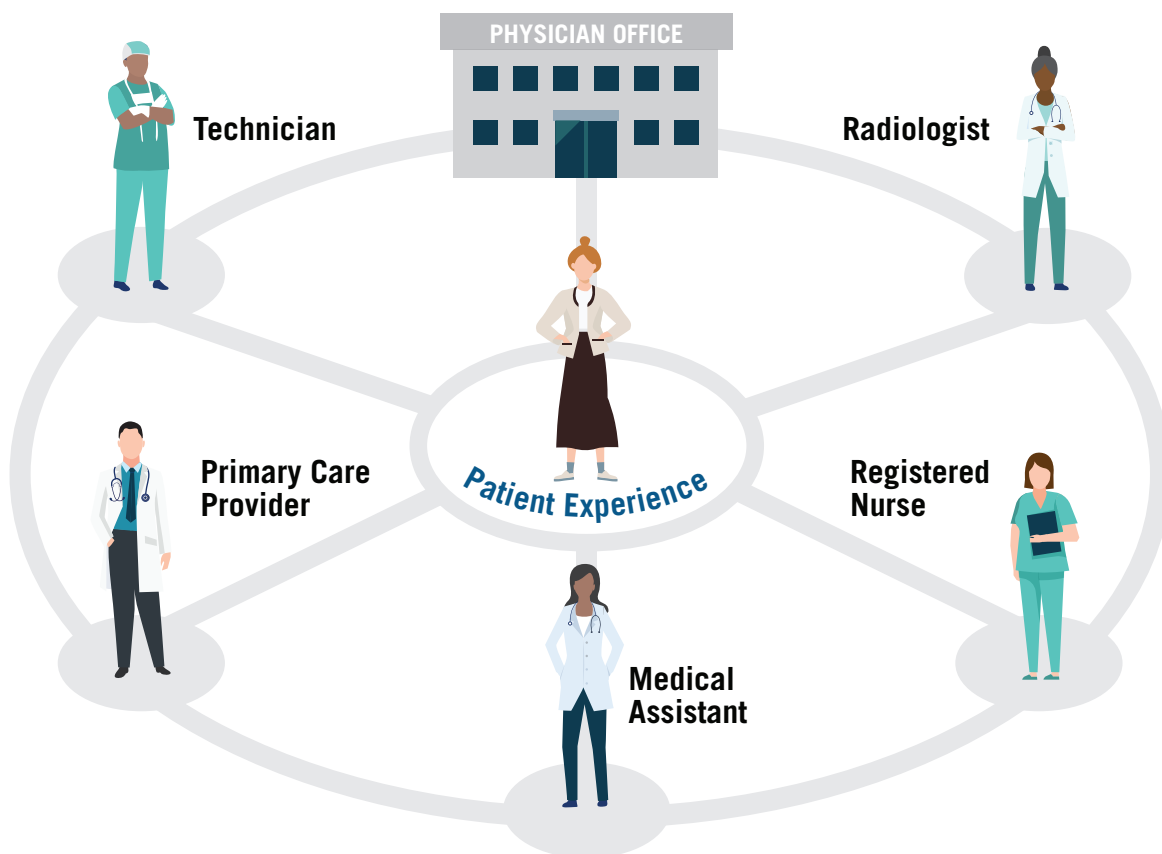 PHYSICIAN OFFICE
Technician
Radiologist
Primary Care
Provider
Patient Experience
Registered
Nurse
Medical
Assistant